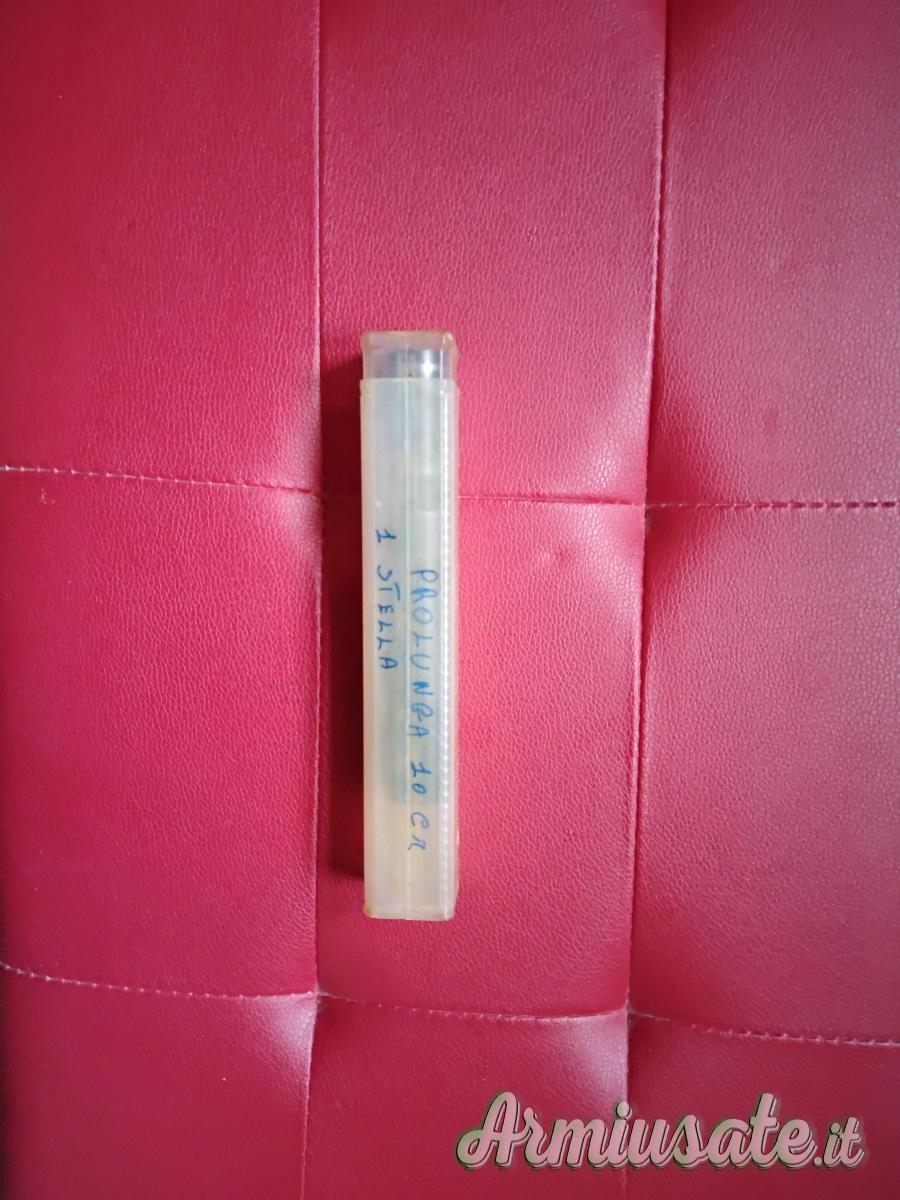 PROLUNGA 10 CM
1 STELLA
Armiusate.it